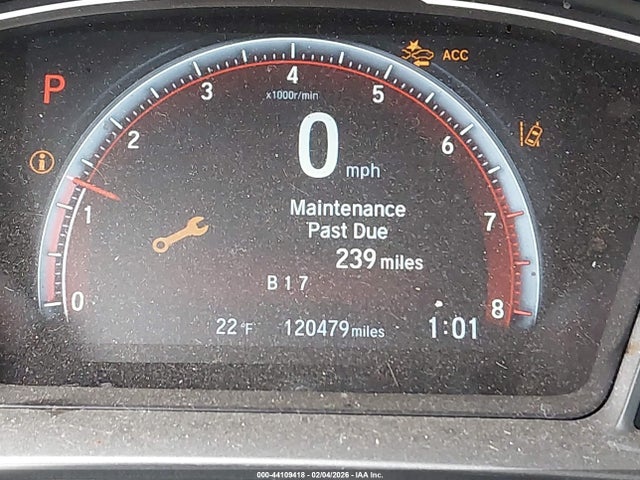 P
ACC
4
3
5
x1000r/min
2
6
0 mph
i
1
7
Maintenance
Past Due
239 miles
B 1 7
0
8
22 °F 120479 miles 1:01
000-44109418 - 02/04/2026 - IAA Inc.